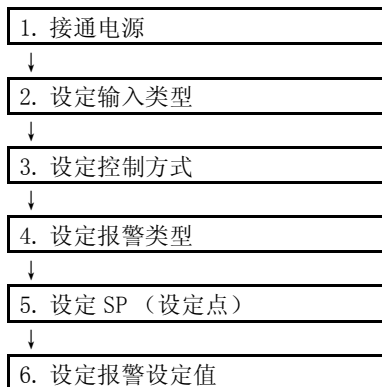 1. 接通电源
↓
2. 设定输入类型
↓
3. 设定控制方式
↓
4. 设定报警类型
↓
5. 设定 SP （设定点）
↓
6. 设定报警设定值